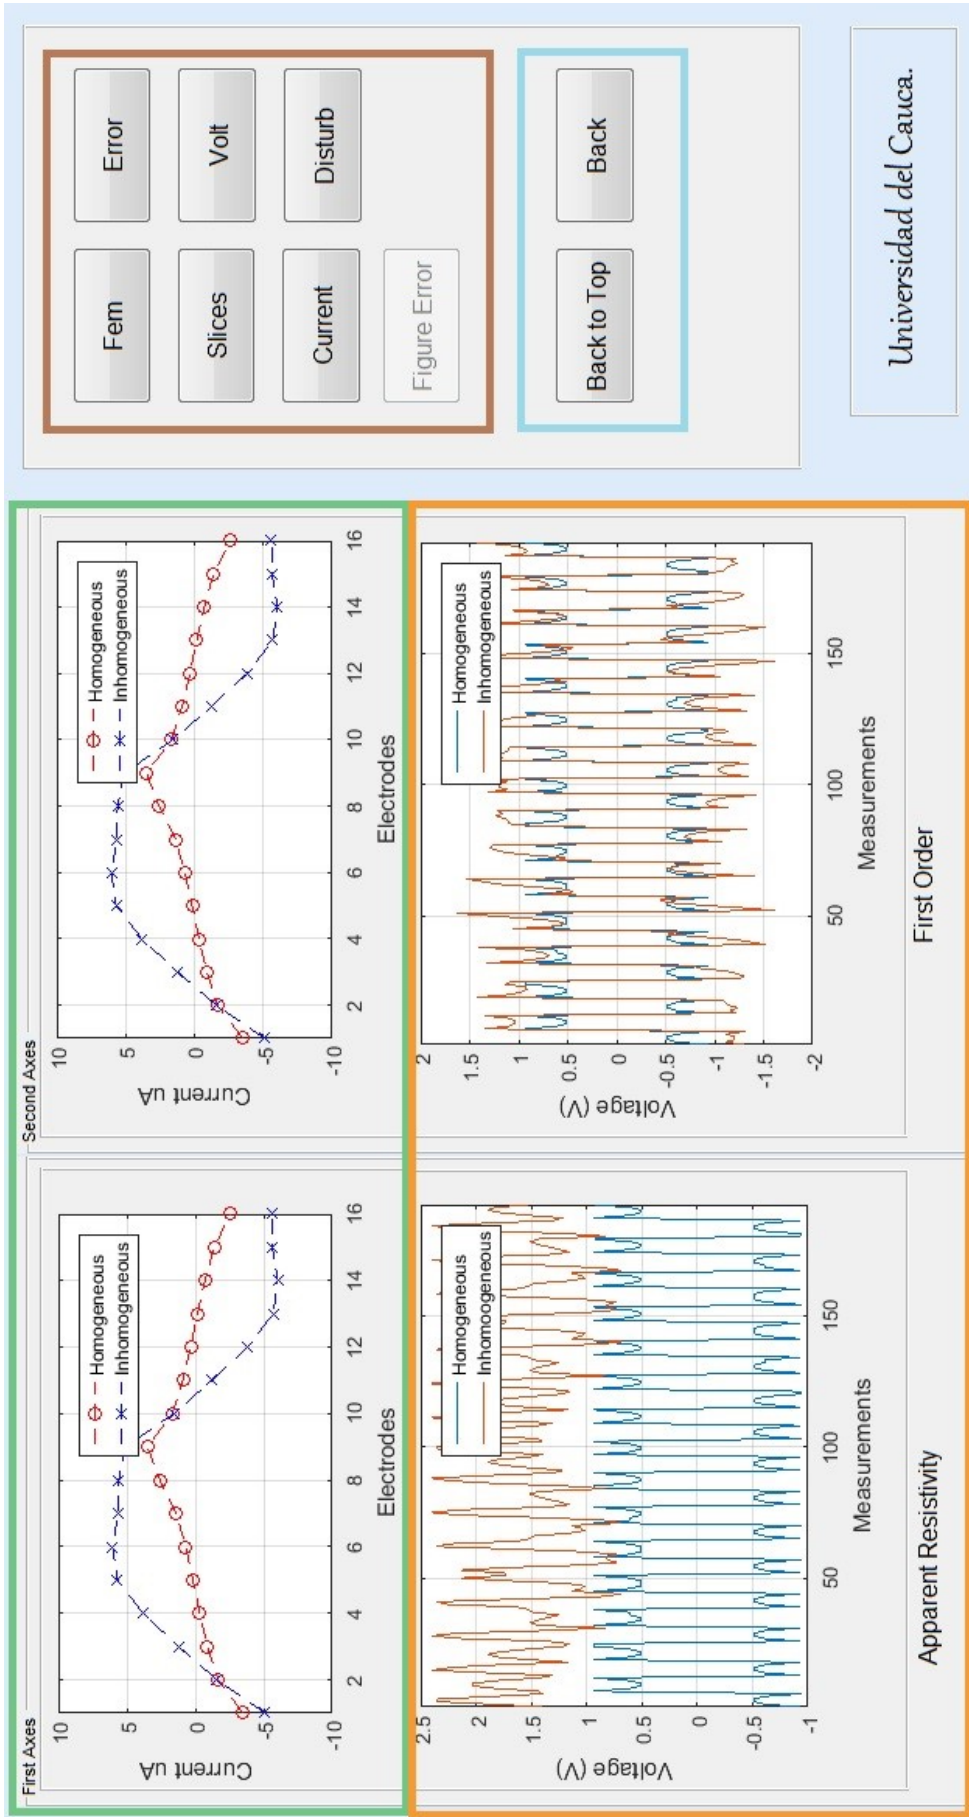 First Axes
10
5
0
-5
-10
Current uA
Homogeneous
Inhomogeneous
2
4
6
8
10
12
14
16
Electrodes
2.5
2
1.5
1
0.5
0
-0.5
-1
Voltage (V)
Homogeneous
Inhomoogeneous
50
100
150
Measurements
Apparent Resistivity
Second Axes
10
5
0
-5
-10
Current uA
Homogeneous
Inhomogeneous
2
4
6
8
10
12
14
16
Electrodes
2
1.5
1
0.5
0
-0.5
-1
-1.5
-2
Voltage (V)
Homogeneous
Inhomogeneous
50
100
150
Measurements
First Order
Fem
Error
Slices
Volt
Current
Disturb
Figure Error
Back to Top
Back
Universidad del Cauca.